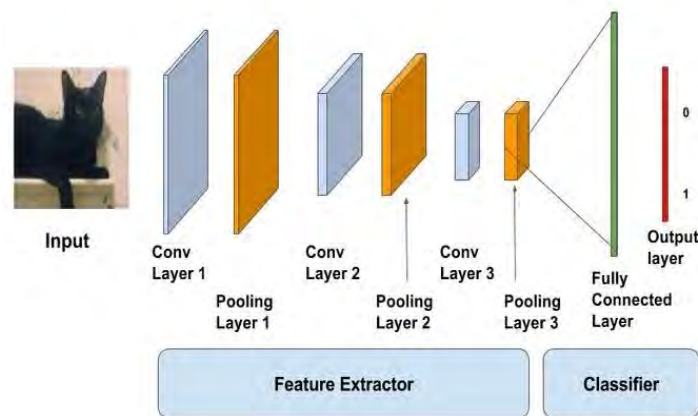 Input
Conv
Layer 1
Pooling
Layer 1
Conv
Layer 2
Pooling
Layer 2
Conv
Layer 3
Pooling
Layer 3
Fully
Connected
Layer
0
1
Output
layer
Feature Extractor
Classifier